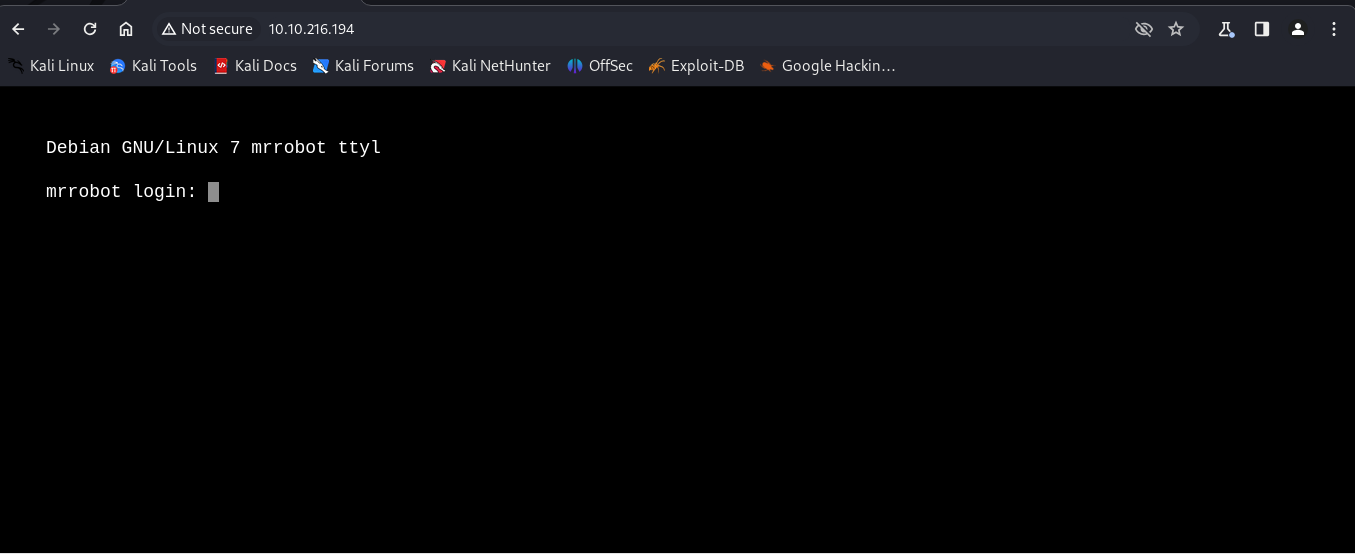 Not secure 10.10.216.194
Kali Linux Kali Tools Kali Docs Kali Forums Kali NetHunter OffSec Exploit-DB Google Hackin…
Debian GNU/Linux 7 mrrobot ttyl
mrrobot login: